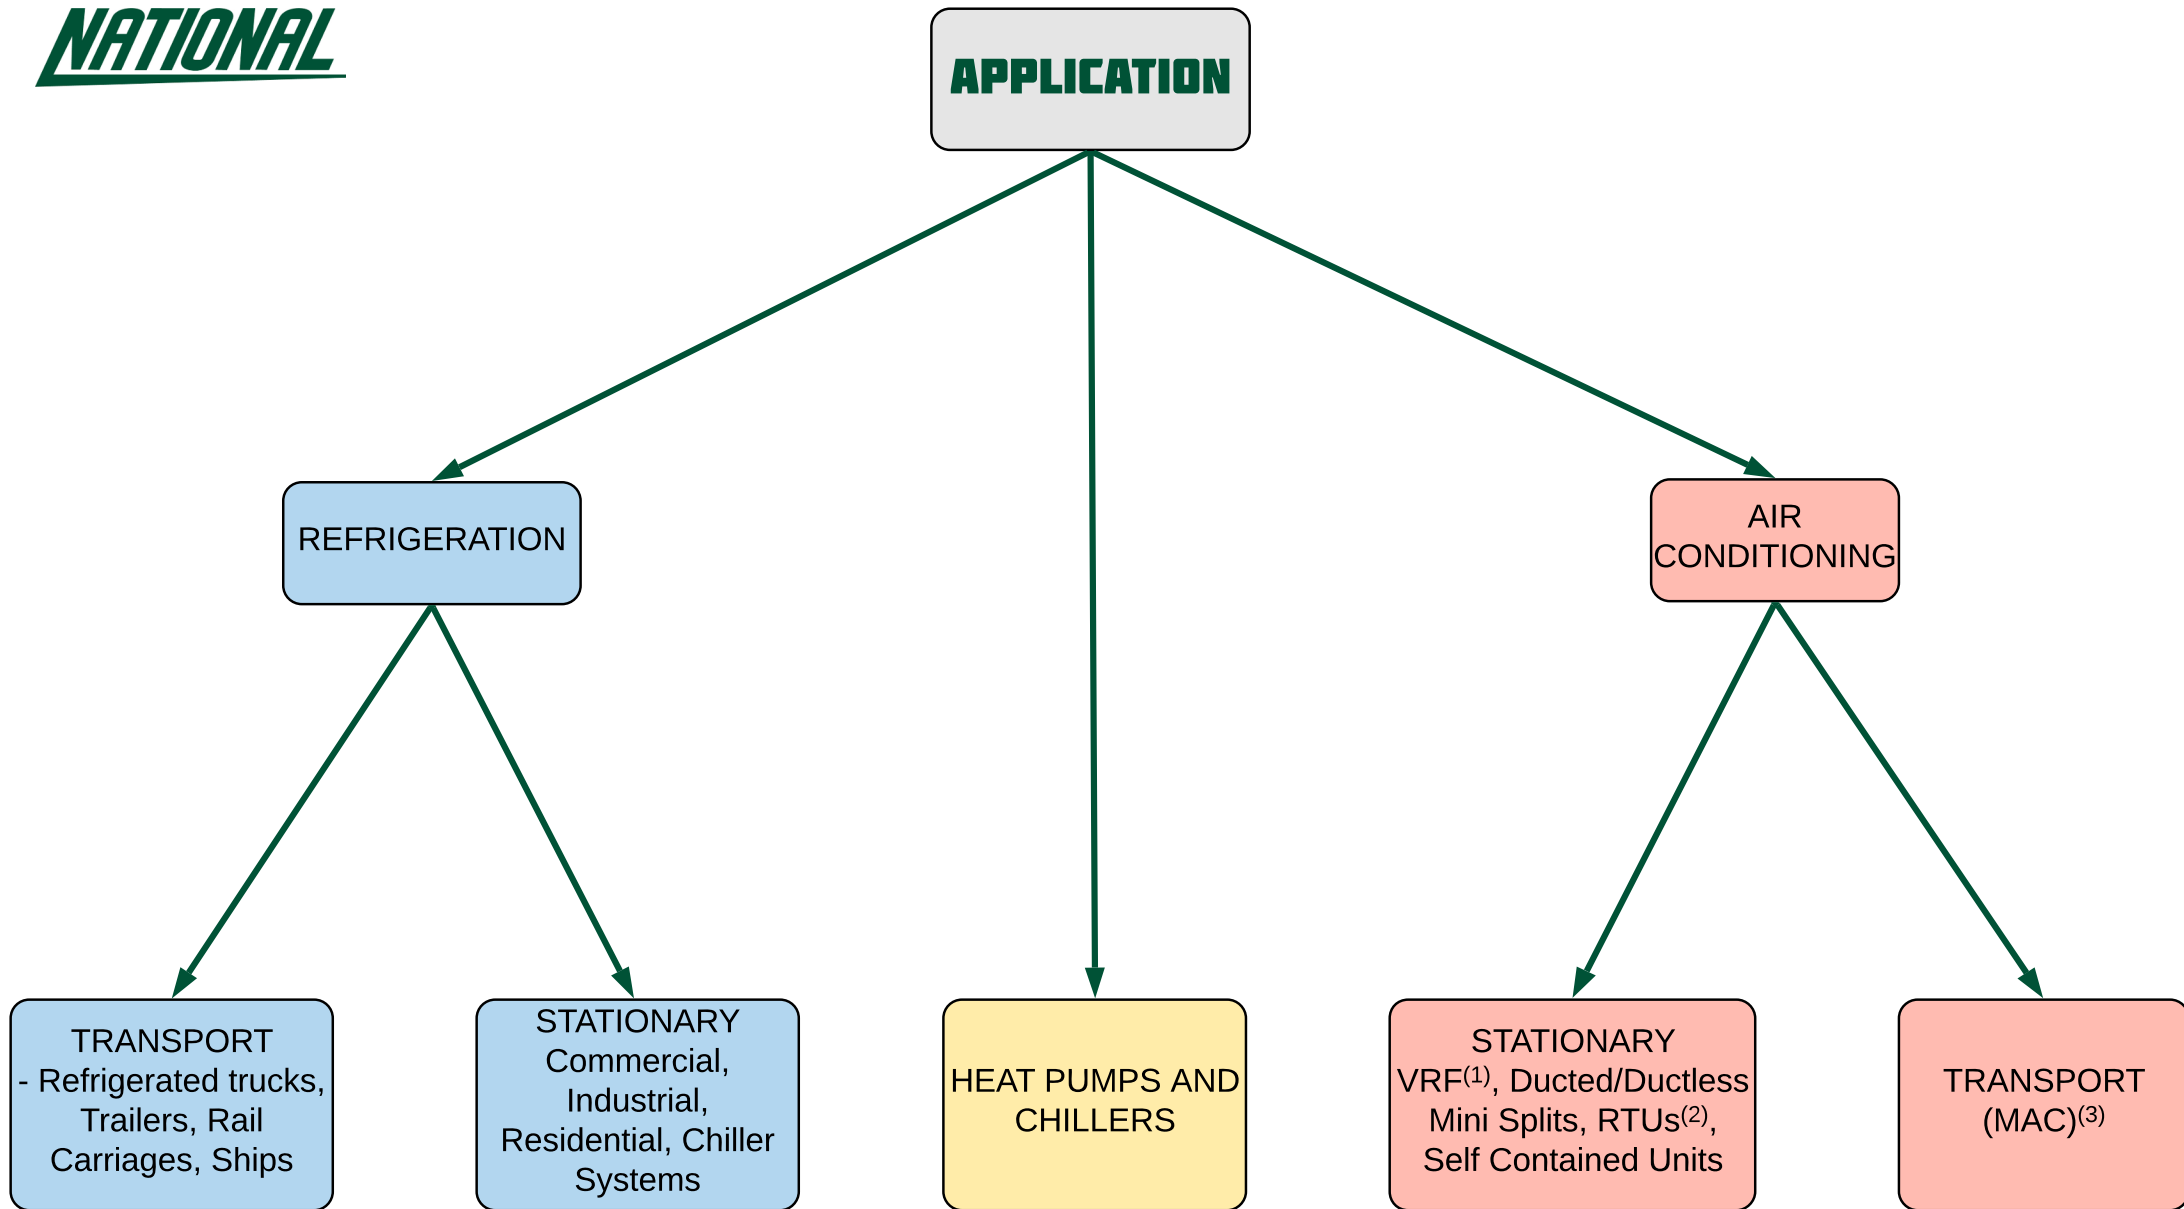 NATIONAL
APPLICATION
REFRIGERATION
AIR
CONDITIONING
TRANSPORT
- Refrigerated trucks,
Trailers, Rail
Carriages, Ships
STATIONARY
Commercial,
Industrial,
Residential, Chiller
Systems
HEAT PUMPS AND
CHILLERS
STATIONARY
VRF(1), Ducted/Ductless
Mini Splits, RTUs(2),
Self Contained Units
TRANSPORT
(MAC)(3)